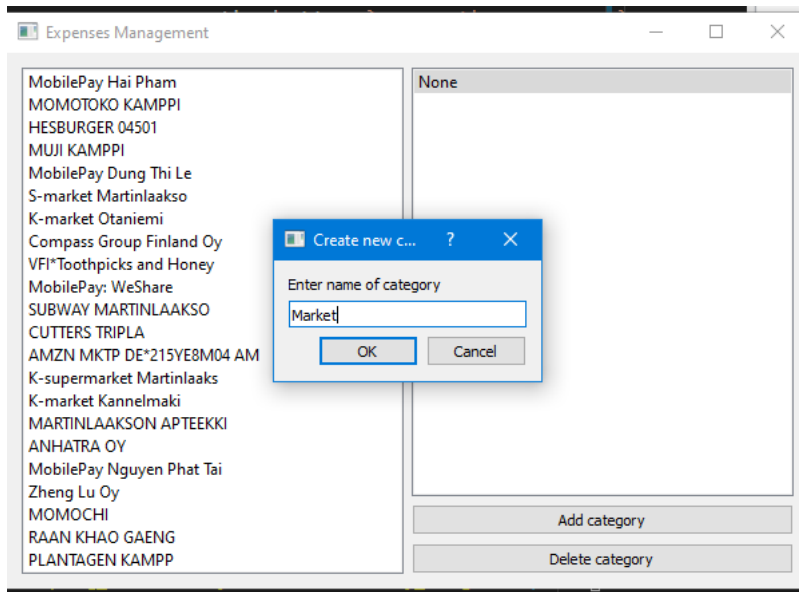 Expenses Management
MobilePay Hai Pham
MOMOTOKO KAMPPI
HESBURGER 04501
MUJI KAMPPI
MobilePay Dung Thi Le
S-market Martinlaakso
K-market Otaniemi
Compass Group Finland Oy
VFI*Toothpicks and Honey
MobilePay: WeShare
SUBWAY MARTINLAAKSO
CUTTERS TRIPLA
AMZN MKTP DE*215YE8M04 AM
K-supermarket Martinlaaks
K-market Kannelmaki
MARTINLAAKSON APTEEKKI
ANHATRA OY
MobilePay Nguyen Phat Tai
Zheng Lu Oy
MOMOCHI
RAAN KHAO GAENG
PLANTAGEN KAMPP
None
Create new c... ?
Enter name of category
Market
OK Cancel
Add category
Delete category